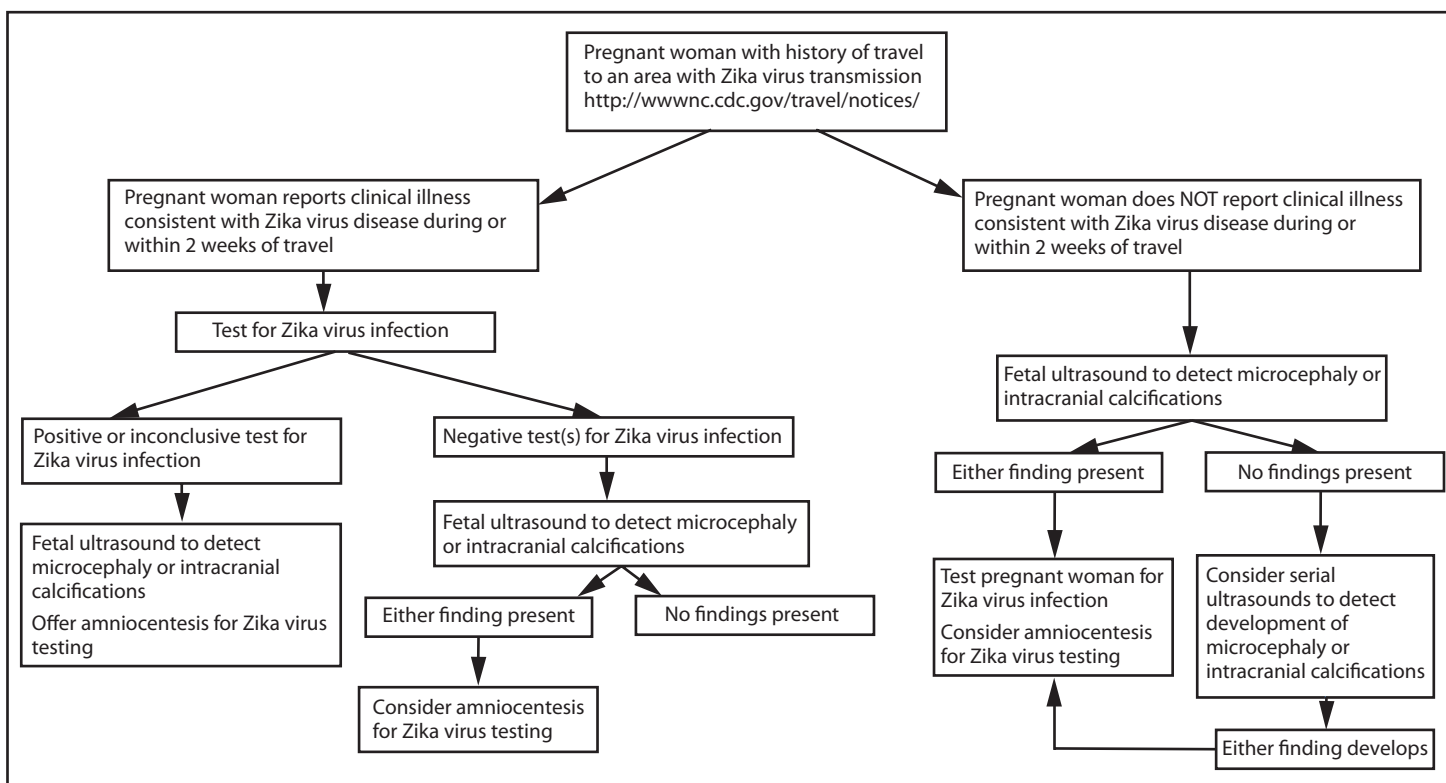 Pregnant woman with history of travel
to an area with Zika virus transmission
http://wwwnc.cdc.gov/travel/notices/
Pregnant woman reports clinical illness
consistent with Zika virus disease during or
within 2 weeks of travel
Pregnant woman does NOT report clinical illness
consistent with Zika virus disease during or
within 2 weeks of travel
Test for Zika virus infection
Fetal ultrasound to detect microcephaly or
intracranial calcifications
Positive or inconclusive test for
Zika virus infection
Negative test(s) for Zika virus infection
Either finding present
No findings present
Fetal ultrasound to detect
microcephaly or intracranial
calcifications
Offer amniocentesis for Zika virus
testing
Fetal ultrasound to detect microcephaly
or intracranial calcifications
Either finding present
No findings present
Consider amniocentesis
for Zika virus testing
Test pregnant woman for
Zika virus infection
Consider amniocentesis
for Zika virus testing
Consider serial
ultrasounds to detect
development of
microcephaly or
intracranial calcifications
Either finding develops